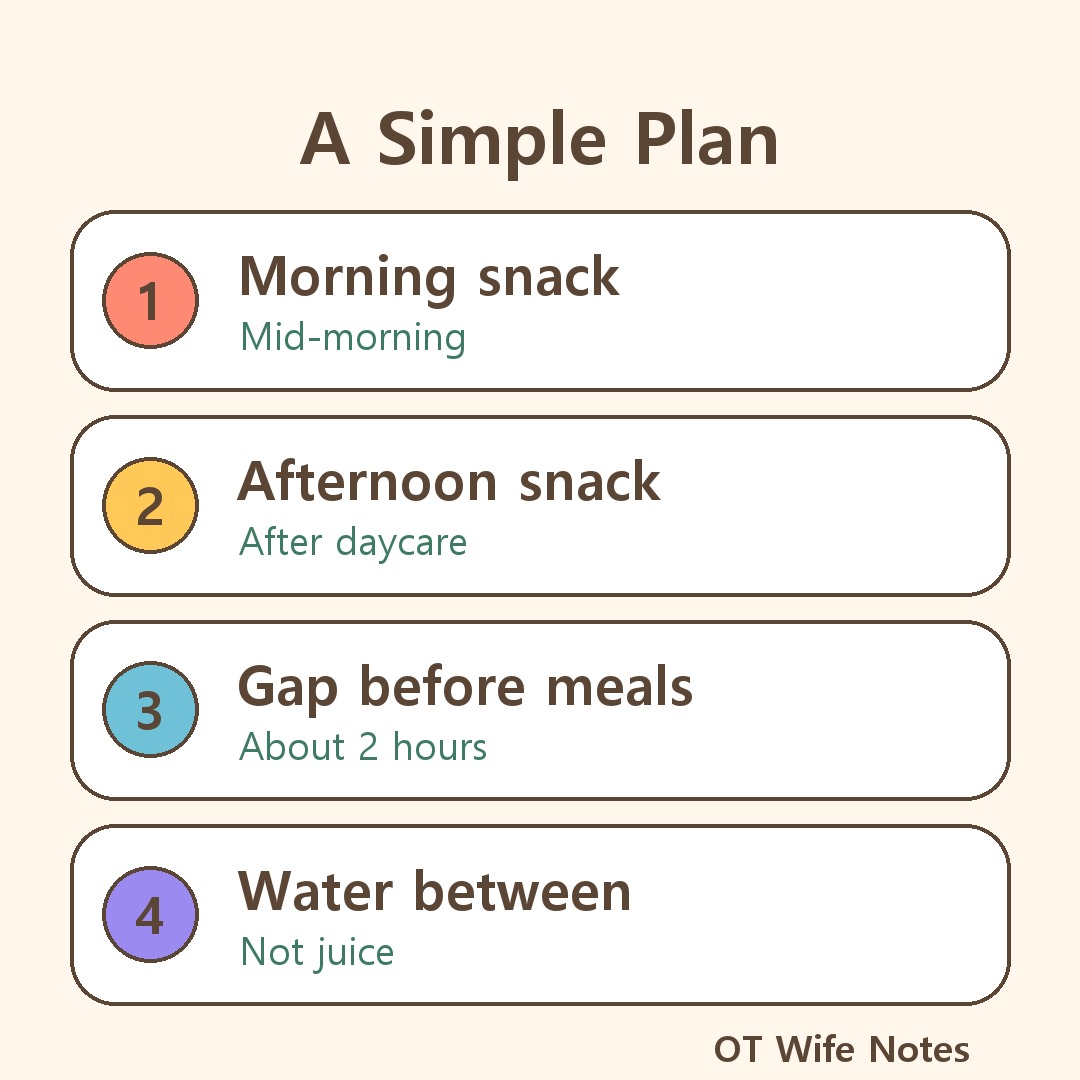 A Simple Plan
1
Morning snack
Mid-morning
2
Afternoon snack
After daycare
3
Gap before meals
About 2 hours
4
Water between
Not juice
OT Wife Notes